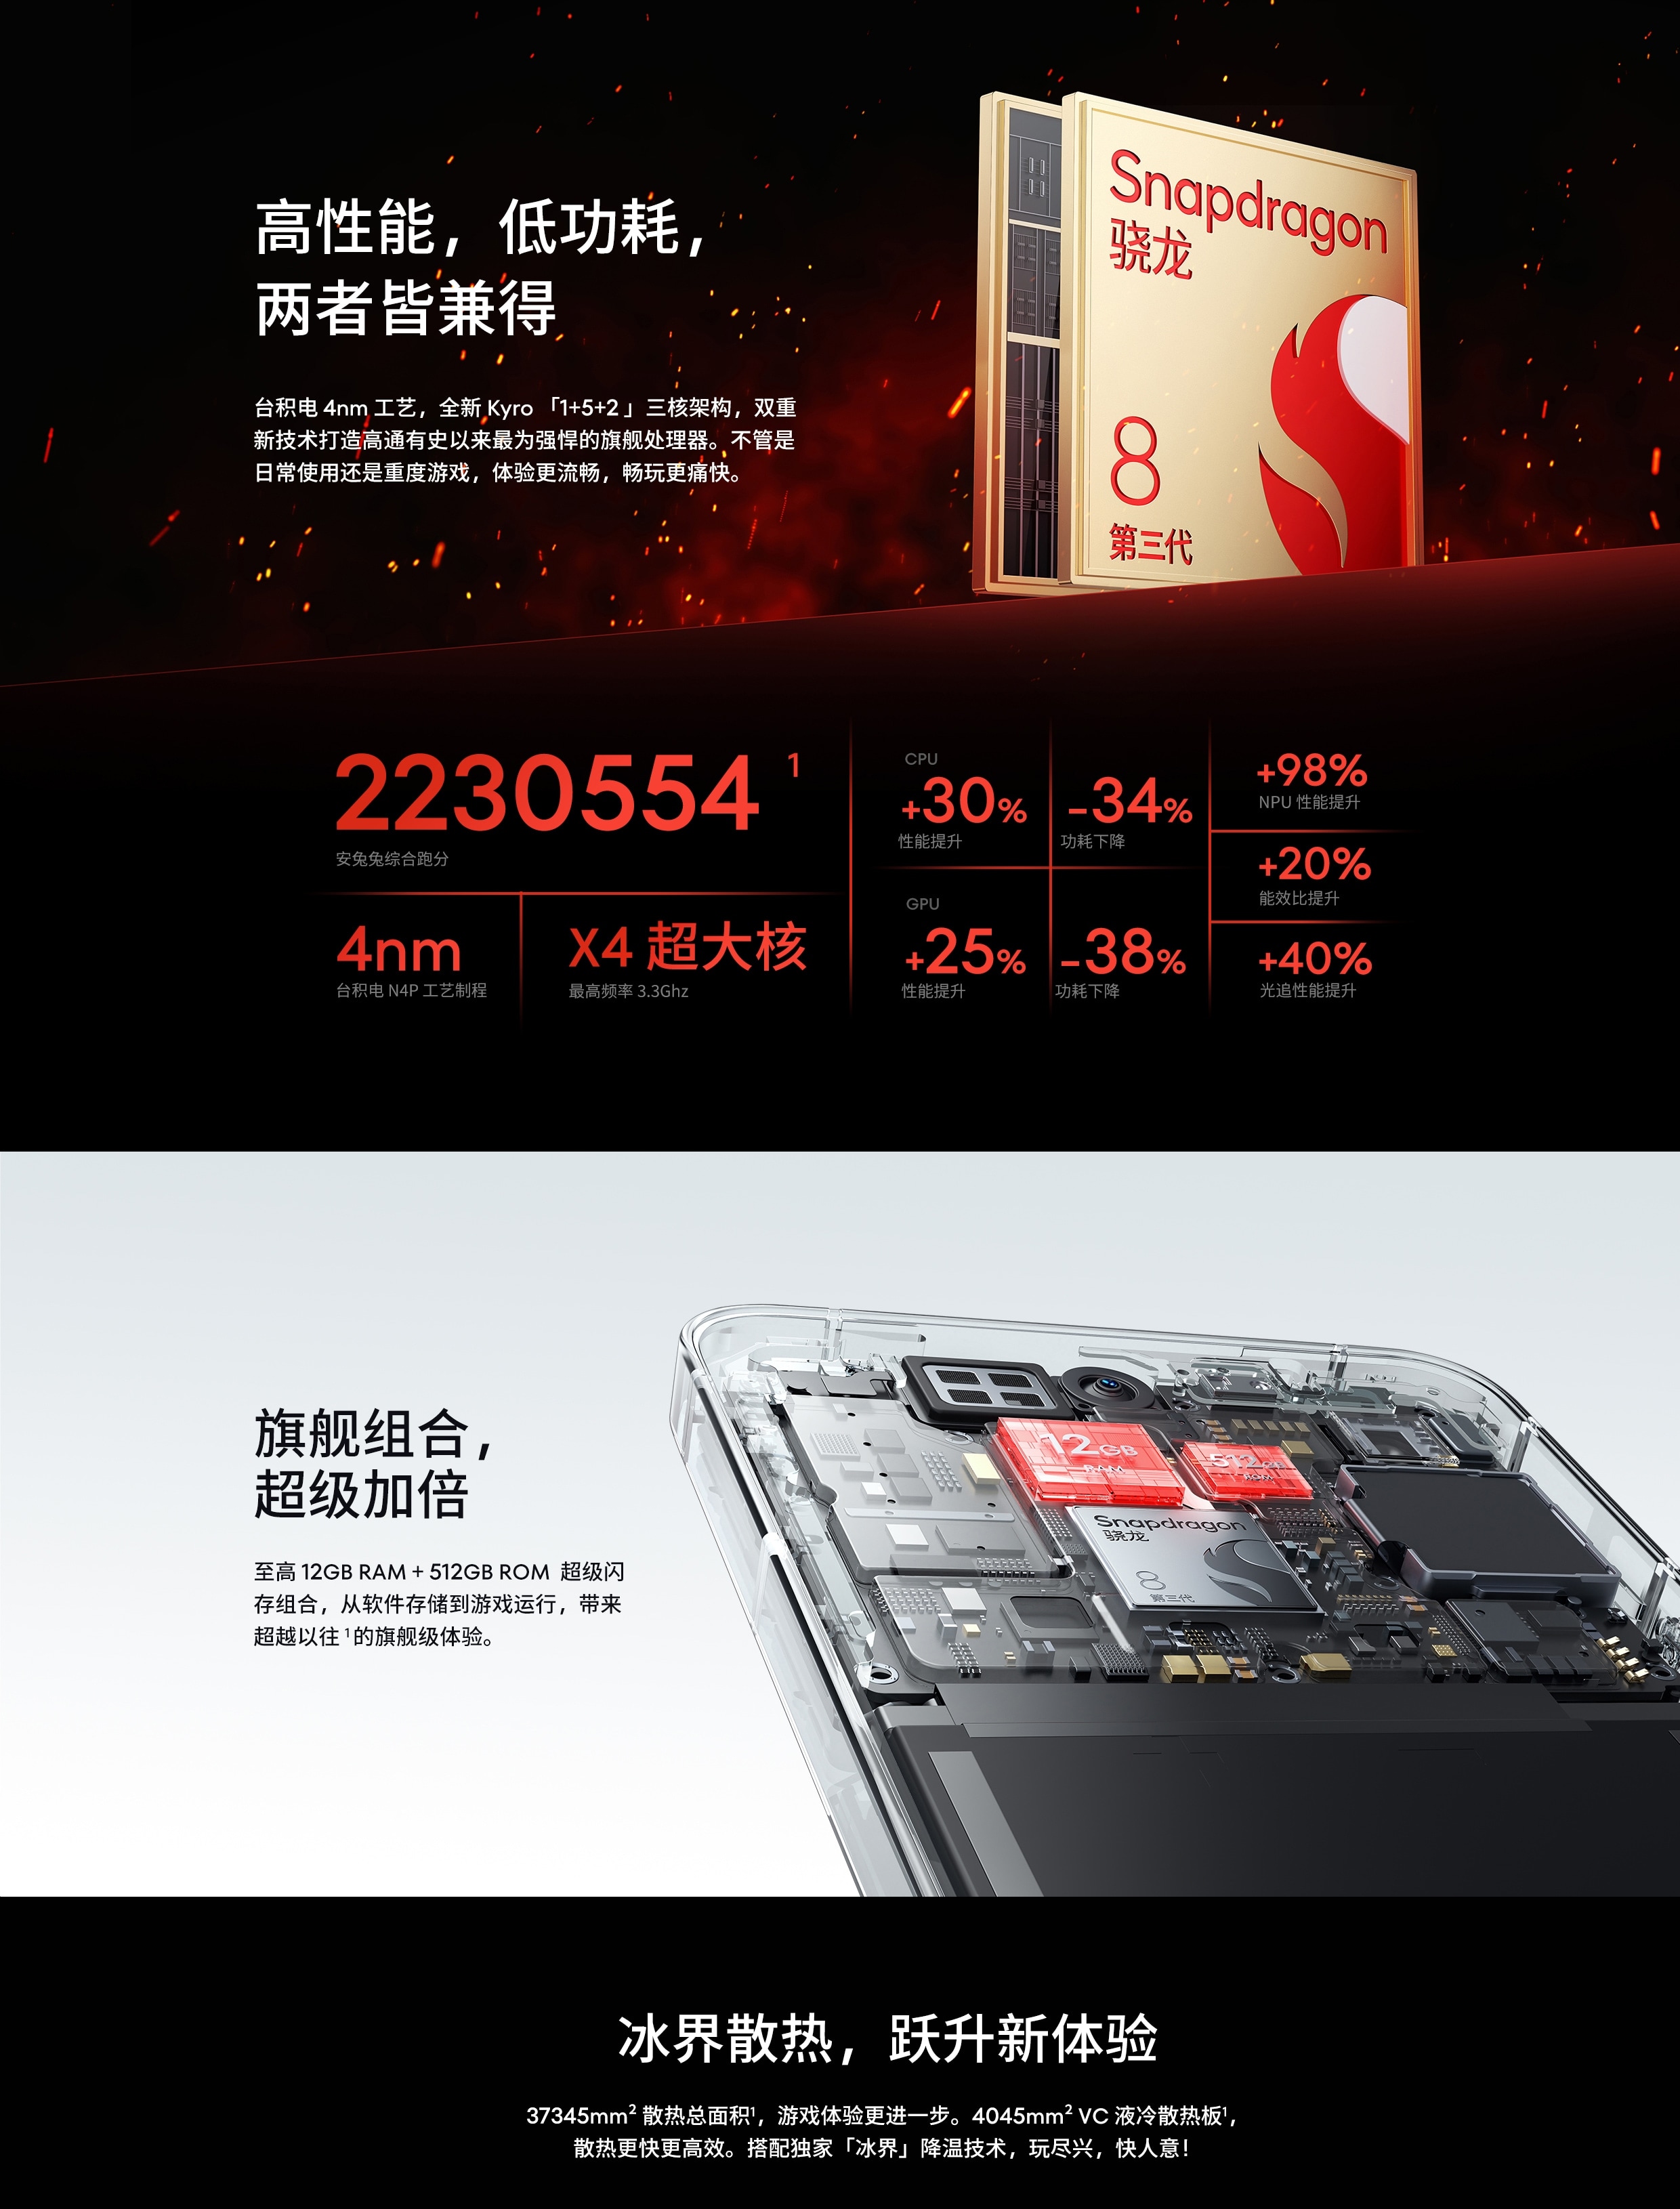 高性能，低功耗，
两者皆兼得
台积电 4nm 工艺，全新 Kyro 「1+5+2 」三核架构，双重
新技术打造高通有史以来最为强悍的旗舰处理器。不管是
日常使用还是重度游戏，体验更流畅，畅玩更痛快。
Snapdragon
骁龙
8
第三代
2230554 1
安兔兔综合跑分
4nm
台积电 N4P 工艺制程
X4 超大核
最高频率 3.3Ghz
CPU
+30%
性能提升
-34%
功耗下降
GPU
+25%
性能提升
-38%
功耗下降
+98%
NPU 性能提升
+20%
能效比提升
+40%
光追性能提升
旗舰组合，
超级加倍
至高 12GB RAM + 512GB ROM 超级闪
存组合，从软件存储到游戏运行，带来
超越以往 ¹ 的旗舰级体验。
12GB
RAM
512GB
ROM
Snapdragon
骁龙
8
第三代
冰界散热，跃升新体验
37345mm² 散热总面积¹，游戏体验更进一步。4045mm² VC 液冷散热板¹，
散热更快更高效。搭配独家「冰界」降温技术，玩尽兴，快人意！